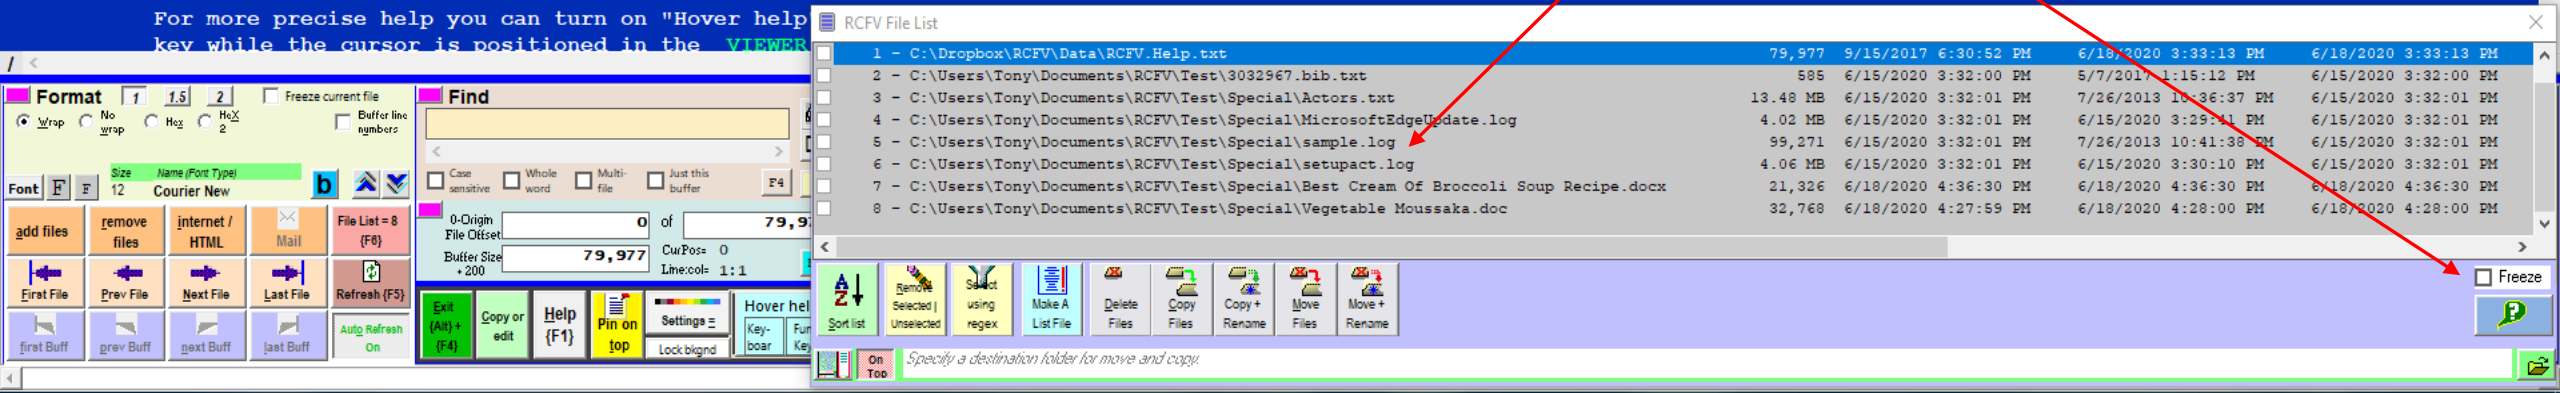 For more precise help you can turn on "Hover help"
key while the cursor is positioned in the VIEWER
/ <
Format 1 1.5 2 Freeze current file
Wrap No wrap Hex HeX 2 Buffer line numbers
Size Name (Font Type)
Font F F 12 Courier New b
add files
remove files
internet / HTML
Mail
File List = 8 {F6}
First File
Prev File
Next File
Last File
Refresh {F5}
first Buff
prev Buff
next Buff
last Buff
Auto Refresh On
Find
Case sensitive
Whole word
Multi-file
Just this buffer
F4
0-Origin File Offset 0 of 79,9
Buffer Size + 200 79,977 CurPos= 0
Line:col= 1:1
Exit {Alt} + {F4}
Copy or edit
Help {F1}
Pin on top
Settings =
Lock bkgnd
Hover hel
Key-boar
Fun Key
RCFV File List
1 - C:\Dropbox\RCFV\Data\RCFV.Help.txt 79,977 9/15/2017 6:30:52 PM 6/18/2020 3:33:13 PM 6/18/2020 3:33:13 PM
2 - C:\Users\Tony\Documents\RCFV\Test\3032967.bib.txt 585 6/15/2020 3:32:00 PM 5/7/2017 1:15:12 PM 6/15/2020 3:32:00 PM
3 - C:\Users\Tony\Documents\RCFV\Test\Special\Actors.txt 13.48 MB 6/15/2020 3:32:01 PM 7/26/2013 10:36:37 PM 6/15/2020 3:32:01 PM
4 - C:\Users\Tony\Documents\RCFV\Test\Special\MicrosoftEdgeUpdate.log 4.02 MB 6/15/2020 3:32:01 PM 6/15/2020 3:29:41 PM 6/15/2020 3:32:01 PM
5 - C:\Users\Tony\Documents\RCFV\Test\Special\sample.log 99,271 6/15/2020 3:32:01 PM 7/26/2013 10:41:38 PM 6/15/2020 3:32:01 PM
6 - C:\Users\Tony\Documents\RCFV\Test\Special\setupact.log 4.06 MB 6/15/2020 3:32:01 PM 6/15/2020 3:30:10 PM 6/15/2020 3:32:01 PM
7 - C:\Users\Tony\Documents\RCFV\Test\Special\Best Cream Of Broccoli Soup Recipe.docx 21,326 6/18/2020 4:36:30 PM 6/18/2020 4:36:30 PM 6/18/2020 4:36:30 PM
8 - C:\Users\Tony\Documents\RCFV\Test\Special\Vegetable Moussaka.doc 32,768 6/18/2020 4:27:59 PM 6/18/2020 4:28:00 PM 6/18/2020 4:28:00 PM
Sort list
Remove Selected | Unselected
Select using regex
Make A List File
Delete Files
Copy Files
Copy + Rename
Move Files
Move + Rename
Freeze
On Top
Specify a destination folder for move and copy.